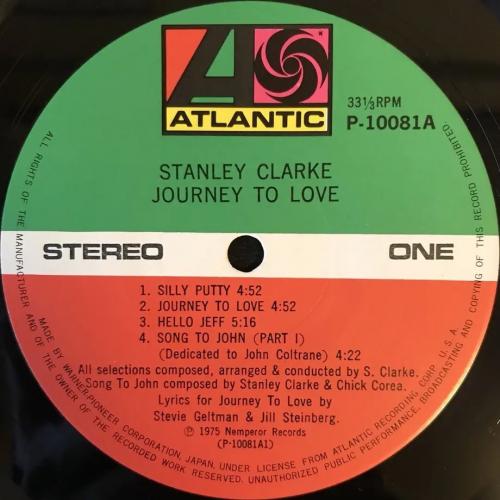 ATLANTIC
33⅓RPM
P-10081A
STANLEY CLARKE
JOURNEY TO LOVE
STEREO
ONE
1. SILLY PUTTY 4:52
2. JOURNEY TO LOVE 4:52
3. HELLO JEFF 5:16
4. SONG TO JOHN (PART I)
(Dedicated to John Coltrane) 4:22
All selections composed, arranged & conducted by S. Clarke.
Song To John composed by Stanley Clarke & Chick Corea.
Lyrics for Journey To Love by
Stevie Geltman & Jill Steinberg.
℗ 1975 Nemperor Records
(P-10081A1)
MADE BY WARNER-PIONEER CORPORATION, JAPAN, UNDER LICENSE FROM ATLANTIC RECORDING CORP. U.S.A.
ALL RIGHTS OF THE MANUFACTURER AND OF THE OWNER OF THE RECORDED WORK RESERVED. UNAUTHORIZED PUBLIC PERFORMANCE, BROADCASTING AND COPYING OF THIS RECORD PROHIBITED.